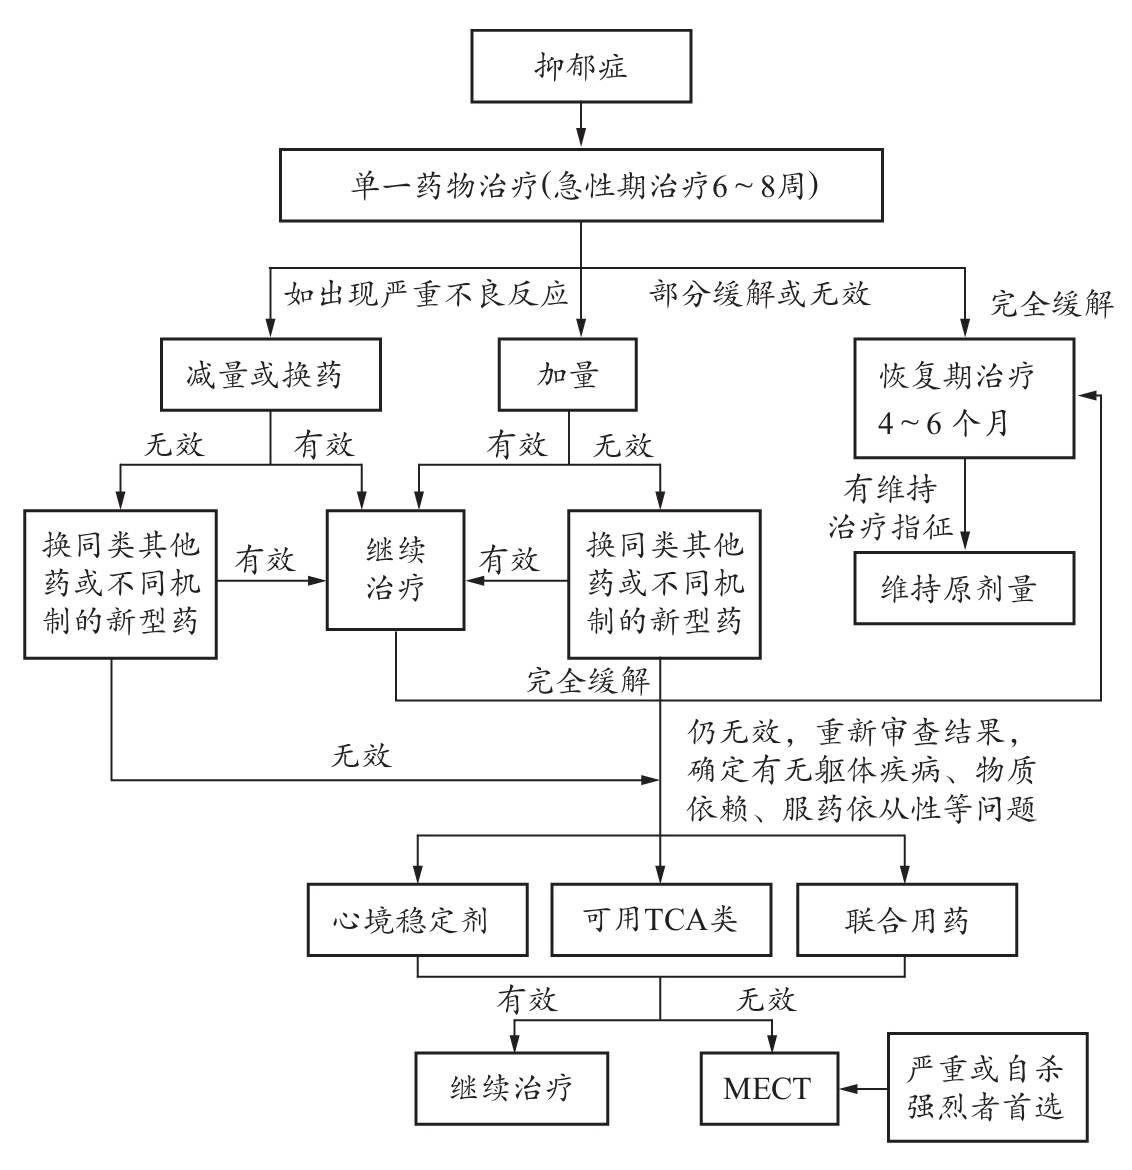 抑郁症
单一药物治疗(急性期治疗6～8周)
如出现严重不良反应
部分缓解或无效
完全缓解
减量或换药
加量
恢复期治疗
4～6个月
无效
有效
有效
无效
有维持
治疗指征
换同类其他
药或不同机
制的新型药
有效
继续
治疗
有效
换同类其他
药或不同机
制的新型药
维持原剂量
完全缓解
无效
仍无效，重新审查结果，
确定有无躯体疾病、物质
依赖、服药依从性等问题
心境稳定剂
可用TCA类
联合用药
有效
无效
继续治疗
MECT
严重或自杀
强烈者首选